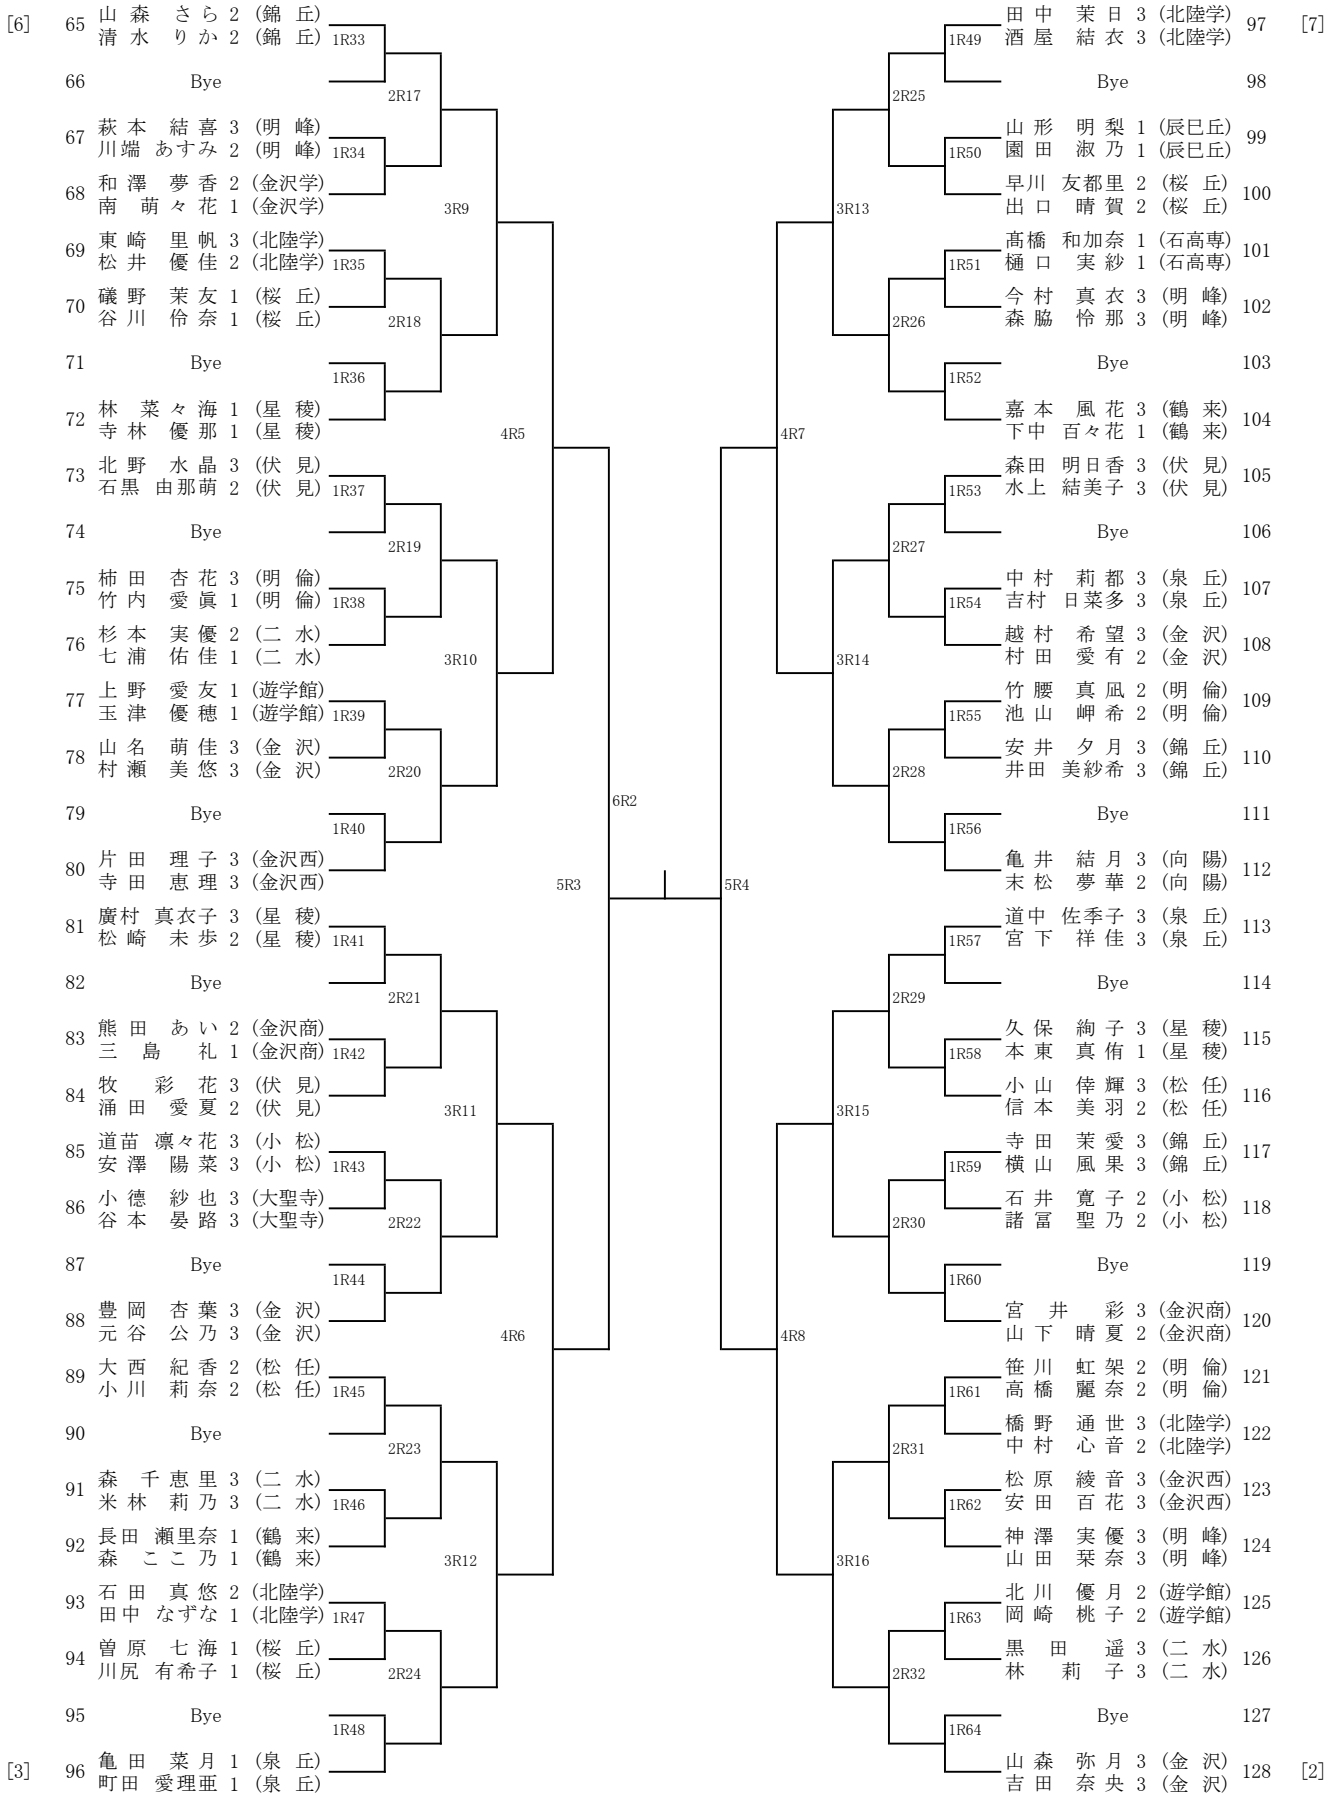 [6] 65 山森 さら 2 (錦 丘)
清水 りか 2 (錦 丘) 1R33
66 Bye
2R17
67 萩本 結喜 3 (明 峰)
川端 あすみ 2 (明 峰) 1R34
68 和澤 夢香 2 (金沢学)
南 萌々花 1 (金沢学)
3R9
69 東崎 里帆 3 (北陸学)
松井 優佳 2 (北陸学) 1R35
70 磯野 茉友 1 (桜 丘)
谷川 伶奈 1 (桜 丘)
2R18
71 Bye
1R36
72 林 菜々海 1 (星 稜)
寺林 優那 1 (星 稜)
4R5
73 北野 水晶 3 (伏 見)
石黒 由那萌 2 (伏 見) 1R37
74 Bye
2R19
75 柿田 杏花 3 (明 倫)
竹内 愛眞 1 (明 倫) 1R38
76 杉本 実優 2 (二 水)
七浦 佑佳 1 (二 水)
3R10
77 上野 愛友 1 (遊学館)
玉津 優穂 1 (遊学館) 1R39
78 山名 萌佳 3 (金 沢)
村瀬 美悠 3 (金 沢)
2R20
79 Bye
1R40
80 片田 理子 3 (金沢西)
寺田 恵理 3 (金沢西)
5R3
6R2
81 廣村 真衣子 3 (星 稜)
松崎 未歩 2 (星 稜) 1R41
82 Bye
2R21
83 熊田 あい 2 (金沢商)
三島 礼 1 (金沢商) 1R42
84 牧 彩花 3 (伏 見)
涌田 愛夏 2 (伏 見)
3R11
85 道苗 凛々花 3 (小 松)
安澤 陽菜 3 (小 松) 1R43
86 小德 紗也 3 (大聖寺)
谷本 晏路 3 (大聖寺)
2R22
87 Bye
1R44
88 豊岡 杏葉 3 (金 沢)
元谷 公乃 3 (金 沢)
4R6
89 大西 紀香 2 (松 任)
小川 莉奈 2 (松 任) 1R45
90 Bye
2R23
91 森 千恵里 3 (二 水)
米林 莉乃 3 (二 水) 1R46
92 長田 瀬里奈 1 (鶴 来)
森 ここ乃 1 (鶴 来)
3R12
93 石田 真悠 2 (北陸学)
田中 なずな 1 (北陸学) 1R47
94 曽原 七海 1 (桜 丘)
川尻 有希子 1 (桜 丘)
2R24
95 Bye
1R48
[3] 96 亀田 菜月 1 (泉 丘)
町田 愛理亜 1 (泉 丘)
田中 茉日 3 (北陸学) 97 [7]
1R49 酒屋 結衣 3 (北陸学)
Bye 98
2R25
山形 明梨 1 (辰巳丘) 99
1R50 園田 淑乃 1 (辰巳丘)
早川 友都里 2 (桜 丘) 100
出口 晴賀 2 (桜 丘)
3R13
髙橋 和加奈 1 (石高専) 101
1R51 樋口 実紗 1 (石高専)
今村 真衣 3 (明 峰) 102
森脇 怜那 3 (明 峰)
2R26
Bye 103
1R52
嘉本 風花 3 (鶴 来) 104
下中 百々花 1 (鶴 来)
4R7
森田 明日香 3 (伏 見) 105
1R53 水上 結美子 3 (伏 見)
Bye 106
2R27
中村 莉都 3 (泉 丘) 107
1R54 吉村 日菜多 3 (泉 丘)
越村 希望 3 (金 沢) 108
村田 愛有 2 (金 沢)
3R14
竹腰 真凪 2 (明 倫) 109
1R55 池山 岬希 2 (明 倫)
安井 夕月 3 (錦 丘) 110
井田 美紗希 3 (錦 丘)
2R28
Bye 111
1R56
亀井 結月 3 (向 陽) 112
末松 夢華 2 (向 陽)
5R4
道中 佐季子 3 (泉 丘) 113
1R57 宮下 祥佳 3 (泉 丘)
Bye 114
2R29
久保 絢子 3 (星 稜) 115
1R58 本東 真侑 1 (星 稜)
小山 倖輝 3 (松 任) 116
信本 美羽 2 (松 任)
3R15
寺田 茉愛 3 (錦 丘) 117
1R59 横山 風果 3 (錦 丘)
石井 寛子 2 (小 松) 118
諸冨 聖乃 2 (小 松)
2R30
Bye 119
1R60
宮井 彩 3 (金沢商) 120
山下 晴夏 2 (金沢商)
4R8
笹川 虹架 2 (明 倫) 121
1R61 高橋 麗奈 2 (明 倫)
橋野 通世 3 (北陸学) 122
中村 心音 2 (北陸学)
2R31
松原 綾音 3 (金沢西) 123
1R62 安田 百花 3 (金沢西)
神澤 実優 3 (明 峰) 124
山田 栞奈 3 (明 峰)
3R16
北川 優月 2 (遊学館) 125
1R63 岡崎 桃子 2 (遊学館)
黒田 遥 3 (二 水) 126
林 莉子 3 (二 水)
2R32
Bye 127
1R64
山森 弥月 3 (金 沢) 128 [2]
吉田 奈央 3 (金 沢)